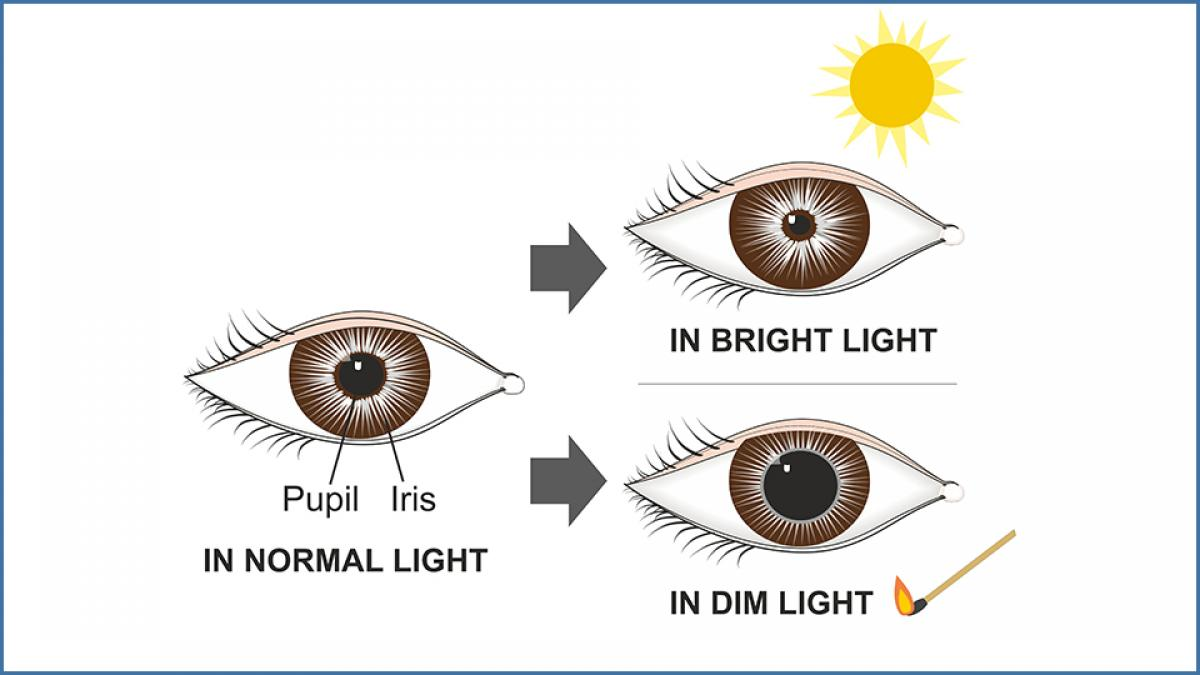 Pupil Iris
IN NORMAL LIGHT
IN BRIGHT LIGHT
IN DIM LIGHT